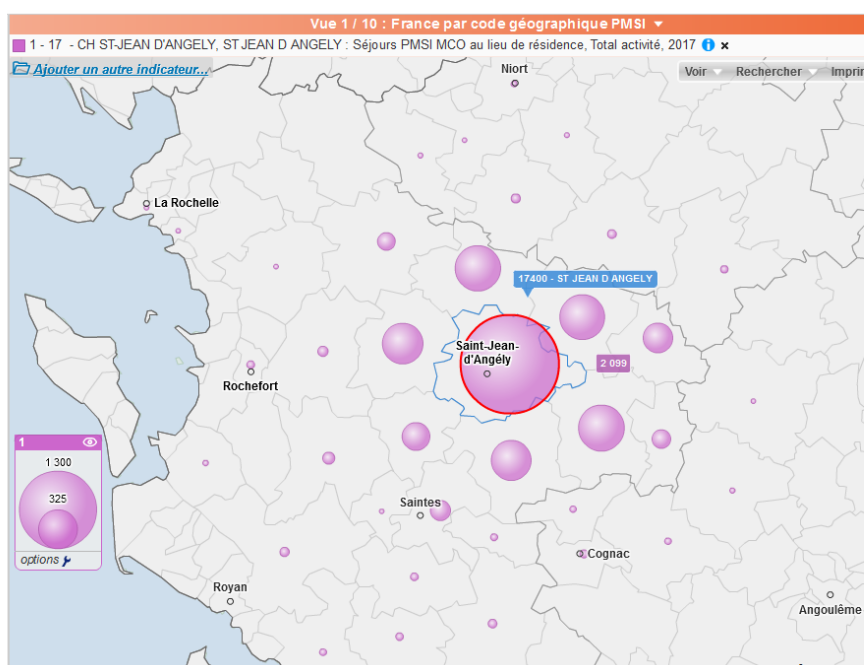 Vue 1 / 10 : France par code géographique PMSI
1 - 17 - CH ST-JEAN D'ANGELY, ST JEAN D ANGELY : Séjours PMSI MCO au lieu de résidence, Total activité, 2017
Ajouter un autre indicateur...
Niort
Voir Rechercher Imprin
La Rochelle
17400 - ST JEAN D ANGELY
Saint-Jean-
d'Angély
2 099
Rochefort
1
1 300
325
options
Saintes
Cognac
Royan
Angoulême